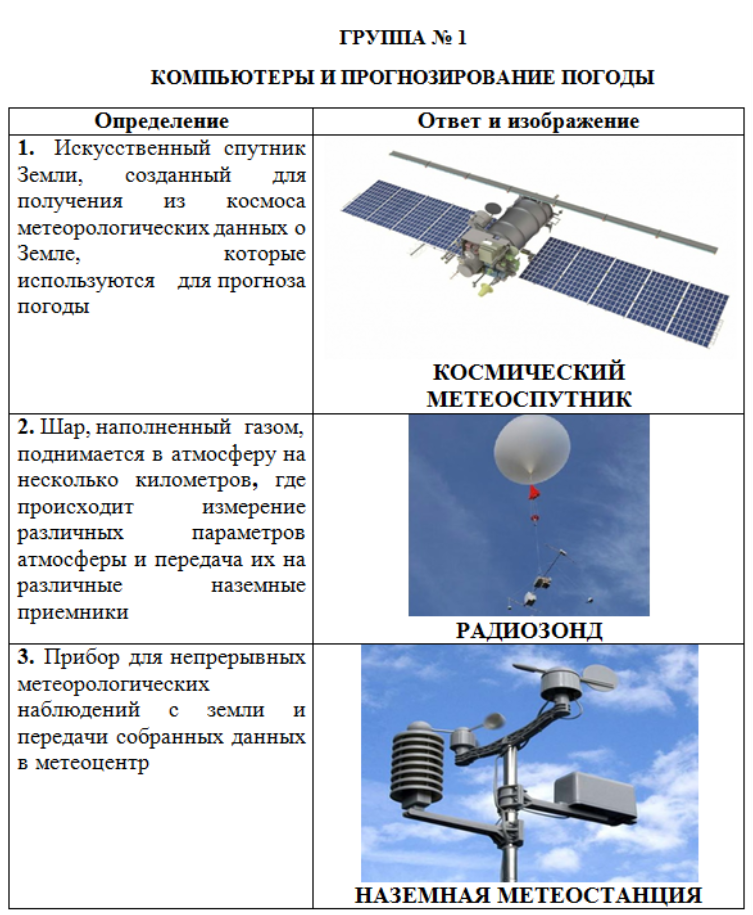 ГРУППА № 1
КОМПЬЮТЕРЫ И ПРОГНОЗИРОВАНИЕ ПОГОДЫ
Определение
Ответ и изображение
1. Искусственный спутник
Земли, созданный для
получения из космоса
метеорологических данных о
Земле, которые
используются для прогноза
погоды
КОСМИЧЕСКИЙ
МЕТЕОСПУТНИК
2. Шар, наполненный газом,
поднимается в атмосферу на
несколько километров, где
происходит измерение
различных параметров
атмосферы и передача их на
различные наземные
приемники
РАДИОЗОНД
3. Прибор для непрерывных
метеорологических
наблюдений с земли и
передачи собранных данных
в метеоцентр
НАЗЕМНАЯ МЕТЕОСТАНЦИЯ